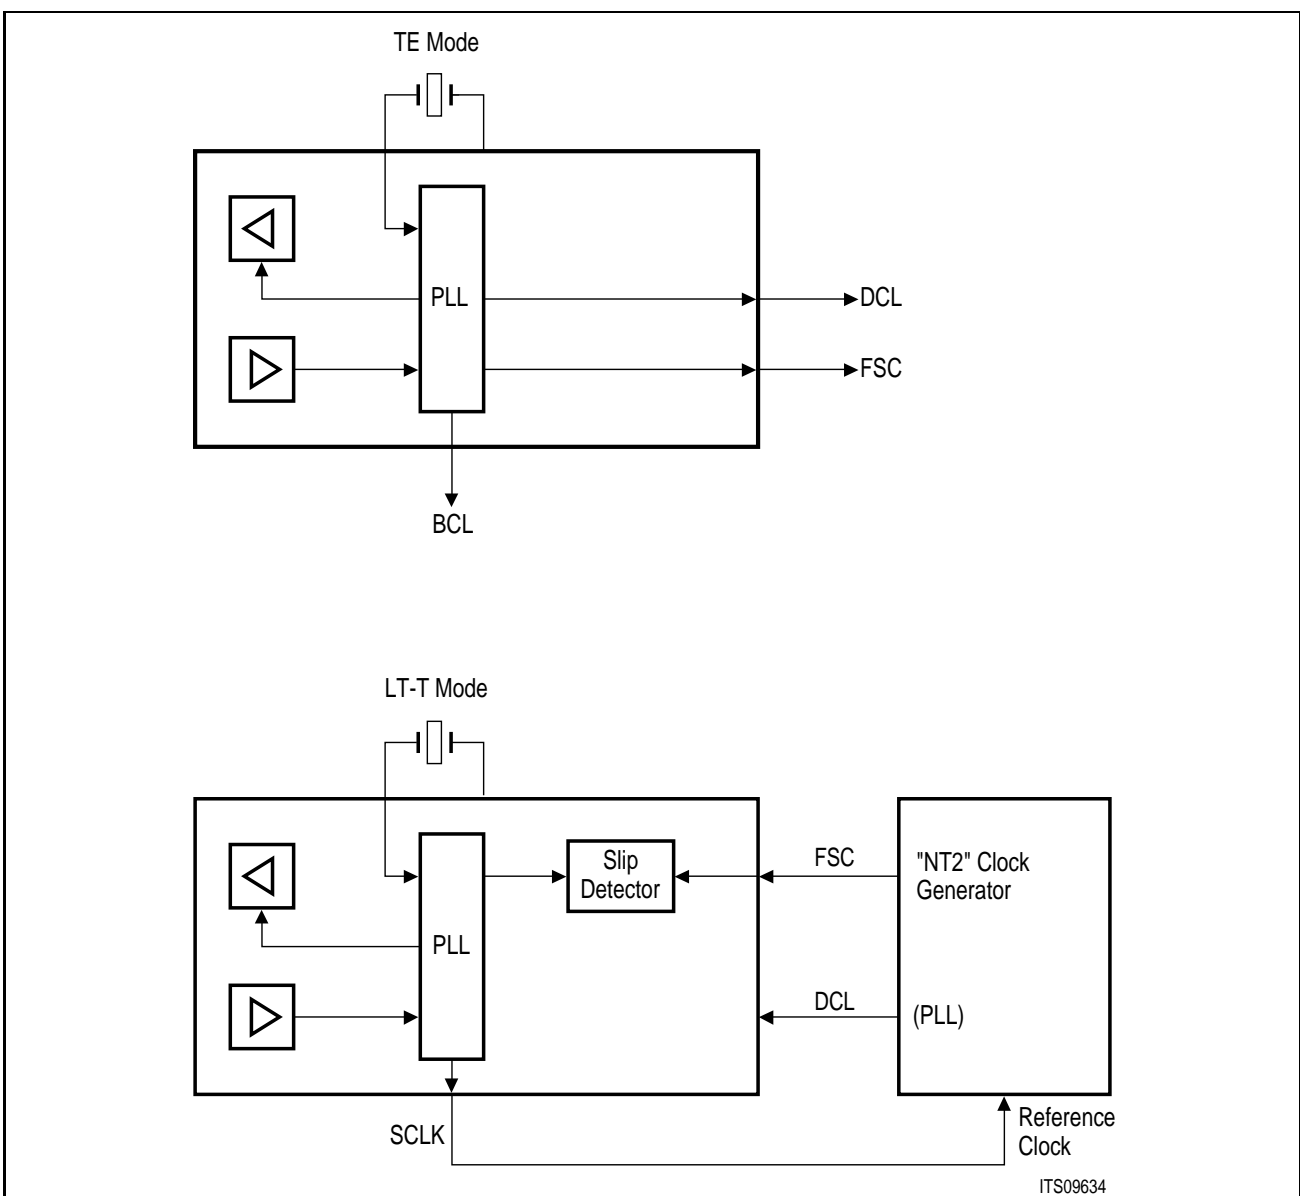 TE Mode
PLL
DCL
FSC
BCL
LT-T Mode
Slip
Detector
FSC
"NT2" Clock
Generator
PLL
DCL
(PLL)
SCLK
Reference
Clock
ITS09634